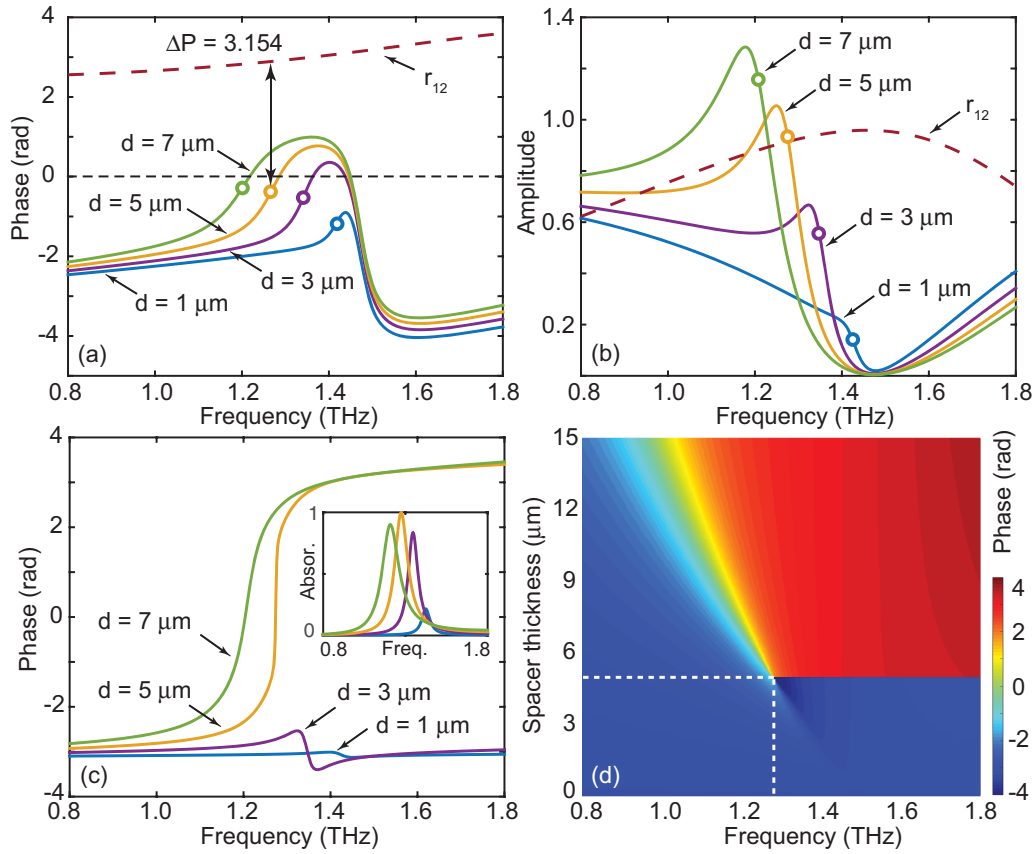 4
2
0
-2
-4
Phase (rad)
ΔP = 3.154
r12
d = 7 μm
d = 5 μm
d = 3 μm
d = 1 μm
(a)
0.8 1.0 1.2 1.4 1.6 1.8
Frequency (THz)
1.4
1.0
0.6
0.2
Amplitude
d = 7 μm
d = 5 μm
r12
d = 3 μm
d = 1 μm
(b)
0.8 1.0 1.2 1.4 1.6 1.8
Frequency (THz)
4
2
0
-2
-4
Phase (rad)
1
0
Absorr.
0.8 Freq. 1.8
d = 7 μm
d = 5 μm
d = 3 μm
d = 1 μm
(c)
0.8 1.0 1.2 1.4 1.6 1.8
Frequency (THz)
15
12
9
6
3
0
Spacer thickness (μm)
(d)
0.8 1.0 1.2 1.4 1.6 1.8
Frequency (THz)
Phase (rad)
4
2
0
-2
-4